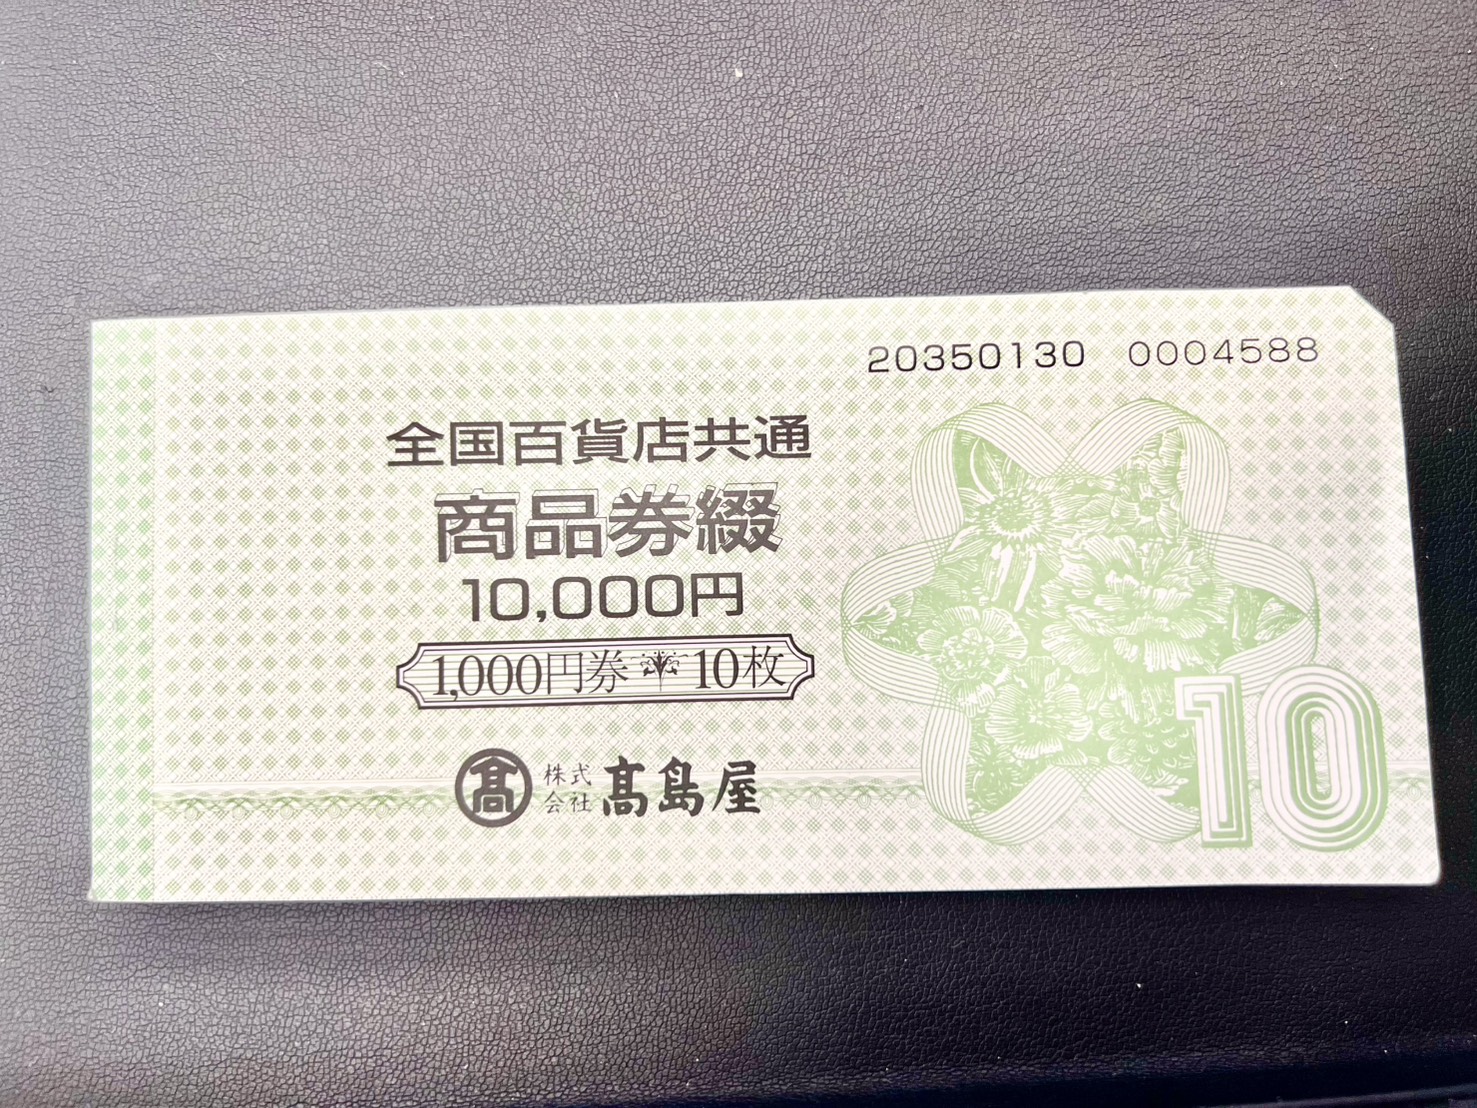 20350130 0004588
全国百貨店共通
商品券綴
10,000円
1,000円券 10枚
髙 株式会社 髙島屋
10